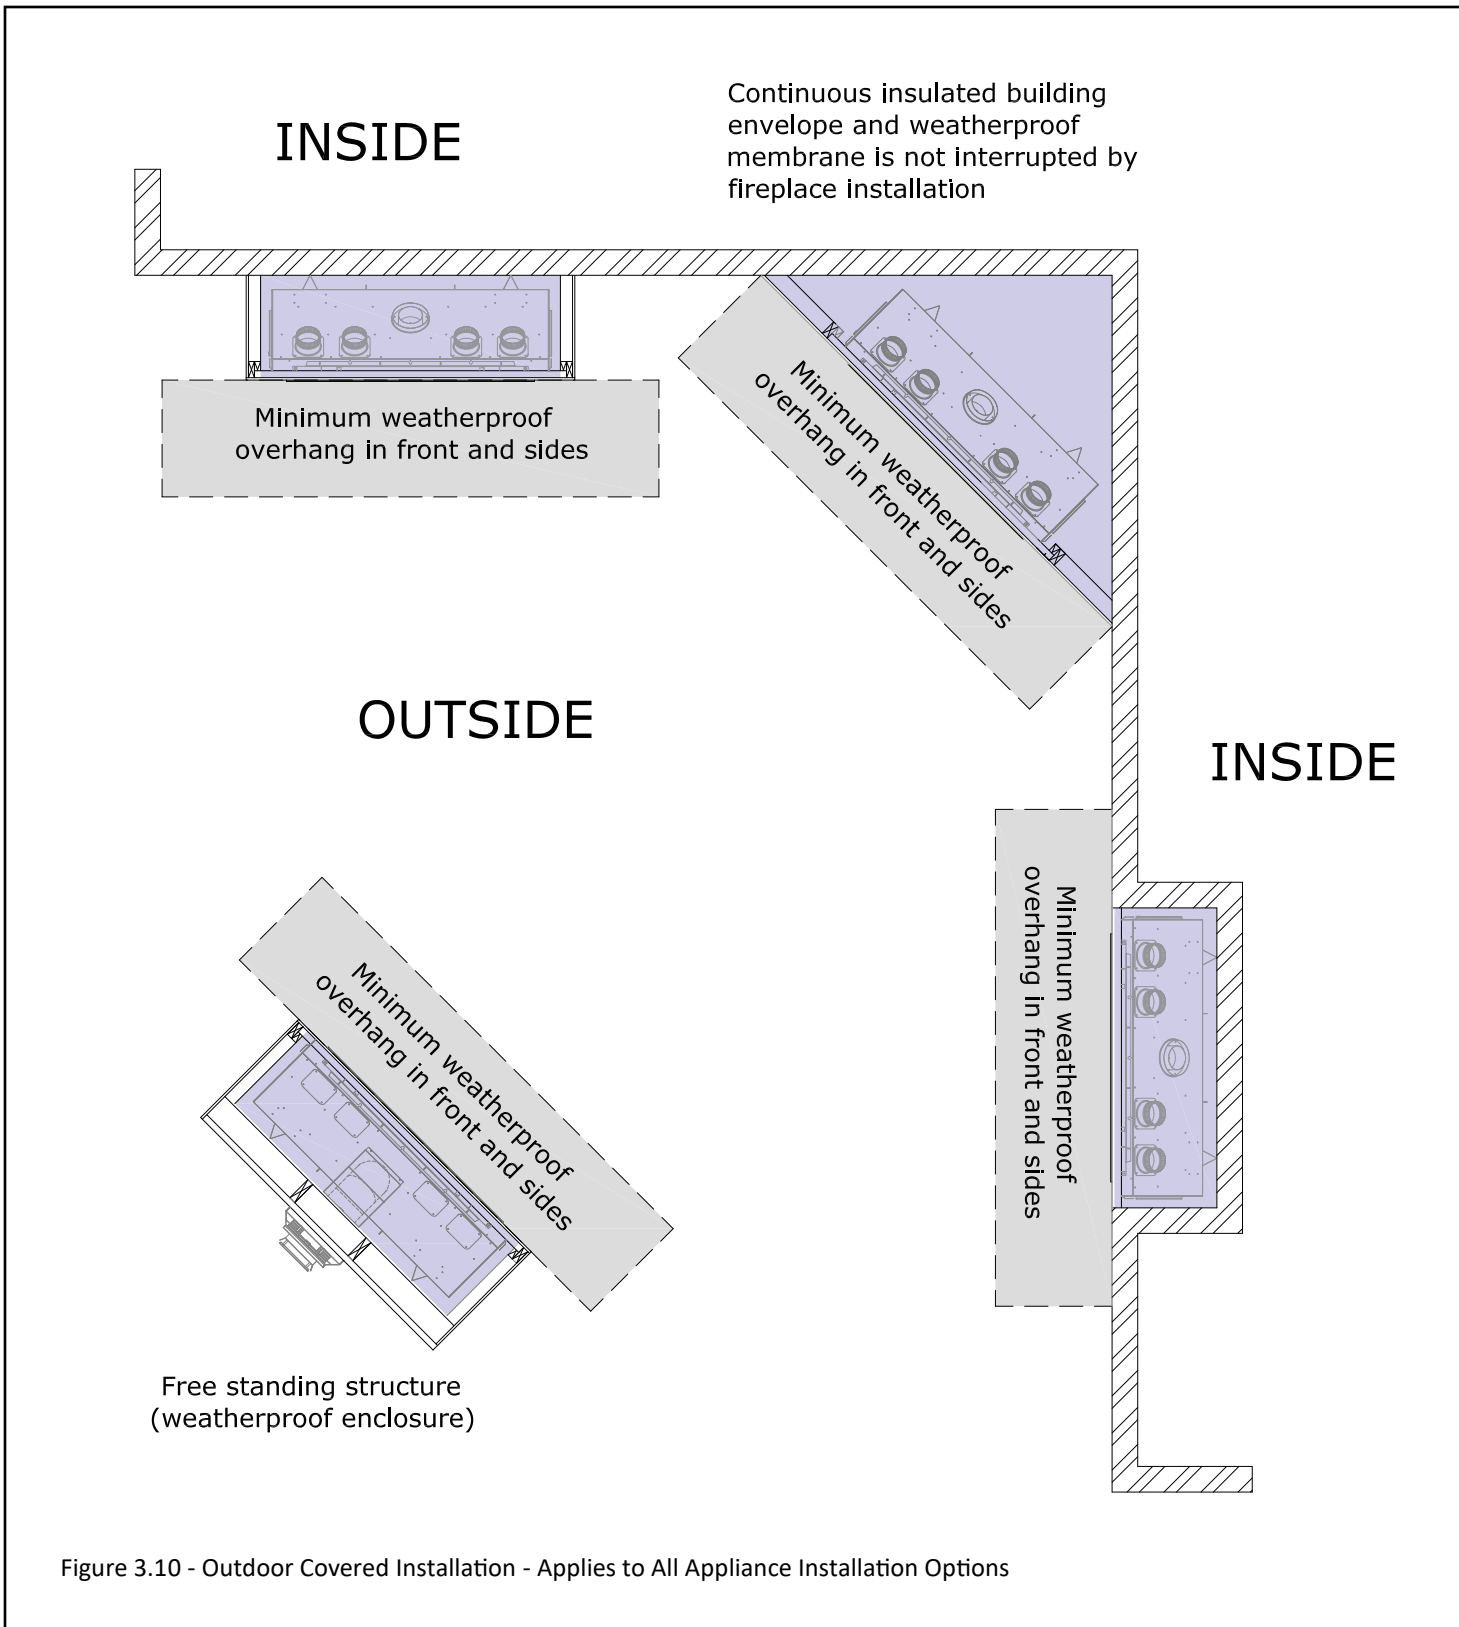 INSIDE
Continuous insulated building
envelope and weatherproof
membrane is not interrupted by
fireplace installation
Minimum weatherproof
overhang in front and sides
Minimum weatherproof
overhang in front and sides
OUTSIDE
INSIDE
Minimum weatherproof
overhang in front and sides
Minimum weatherproof
overhang in front and sides
Free standing structure
(weatherproof enclosure)
Figure 3.10 - Outdoor Covered Installation - Applies to All Appliance Installation Options